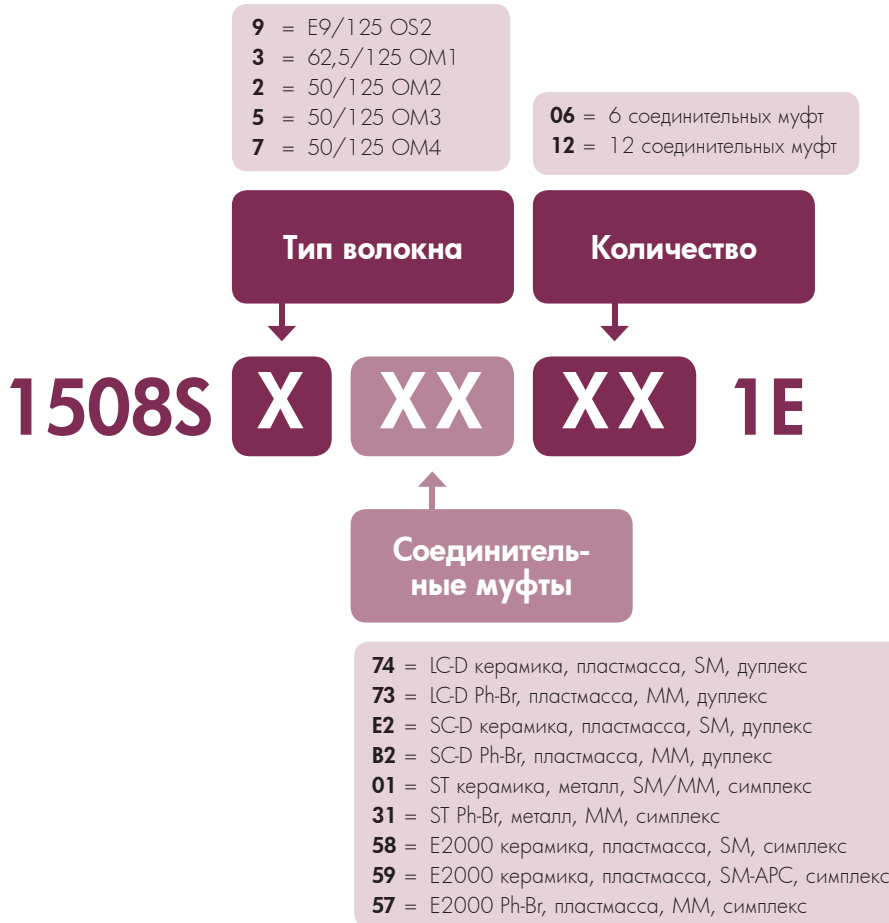 9 = E9/125 OS2
3 = 62,5/125 OM1
2 = 50/125 OM2
5 = 50/125 OM3
7 = 50/125 OM4
06 = 6 соединительных муфт
12 = 12 соединительных муфт
Тип волокна
Количество
1508S X XX XX 1E
Соединитель-
ные муфты
74 = LC-D керамика, пластмасса, SM, дуплекс
73 = LC-D Ph-Br, пластмасса, MM, дуплекс
E2 = SC-D керамика, пластмасса, SM, дуплекс
B2 = SC-D Ph-Br, пластмасса, MM, дуплекс
01 = ST керамика, металл, SM/MM, симплекс
31 = ST Ph-Br, металл, MM, симплекс
58 = E2000 керамика, пластмасса, SM, симплекс
59 = E2000 керамика, пластмасса, SM-APC, симплекс
57 = E2000 Ph-Br, пластмасса, MM, симплекс